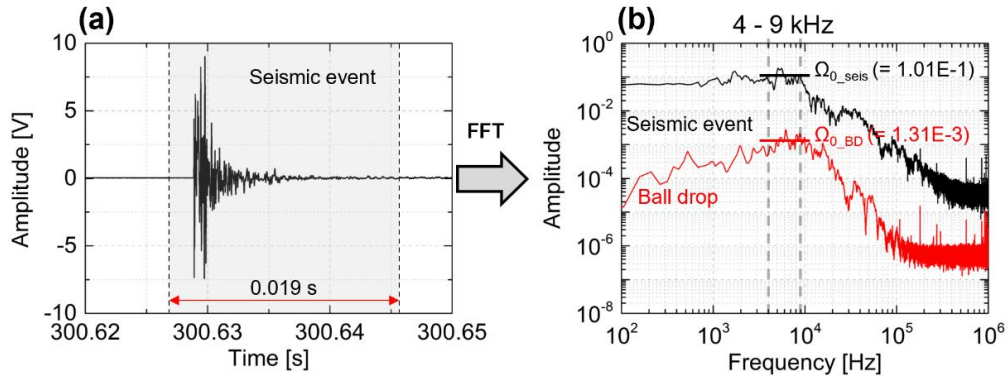 (a)
10
5
0
-5
-10
Amplitude [V]
Seismic event
0.019 s
300.62
300.63
300.64
300.65
Time [s]
FFT
(b)
4 - 9 kHz
10^0
10^-2
10^-4
10^-6
10^-8
Amplitude
Ω0_seis (= 1.01E-1)
Seismic event
Ω0_BD (= 1.31E-3)
Ball drop
10^2
10^3
10^4
10^5
10^6
Frequency [Hz]